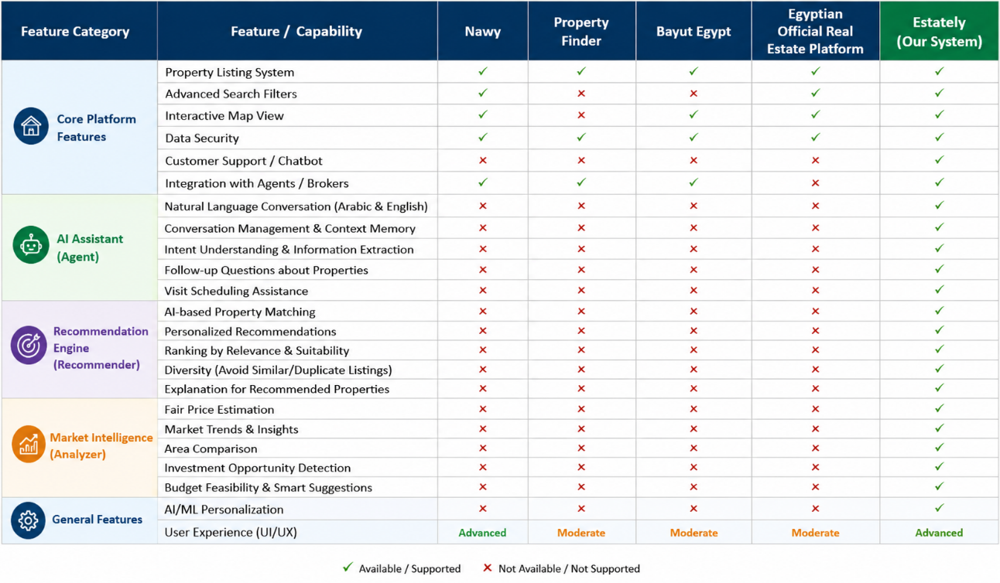 Feature Category
Feature / Capability
Nawy
Property
Finder
Bayut Egypt
Egyptian
Official Real
Estate Platform
Estately
(Our System)
Core Platform
Features
Property Listing System ✓ ✓ ✓ ✓ ✓
Advanced Search Filters ✓ ✕ ✕ ✓ ✓
Interactive Map View ✓ ✕ ✓ ✓ ✓
Data Security ✓ ✓ ✓ ✓ ✓
Customer Support / Chatbot ✕ ✕ ✕ ✕ ✓
Integration with Agents / Brokers ✓ ✓ ✓ ✕ ✓
AI Assistant
(Agent)
Natural Language Conversation (Arabic & English) ✕ ✕ ✕ ✕ ✓
Conversation Management & Context Memory ✕ ✕ ✕ ✕ ✓
Intent Understanding & Information Extraction ✕ ✕ ✕ ✕ ✓
Follow-up Questions about Properties ✕ ✕ ✕ ✕ ✓
Visit Scheduling Assistance ✕ ✕ ✕ ✕ ✓
Recommendation
Engine
(Recommender)
AI-based Property Matching ✕ ✕ ✕ ✕ ✓
Personalized Recommendations ✕ ✕ ✕ ✕ ✓
Ranking by Relevance & Suitability ✕ ✕ ✕ ✕ ✓
Diversity (Avoid Similar/Duplicate Listings) ✕ ✕ ✕ ✕ ✓
Explanation for Recommended Properties ✕ ✕ ✕ ✕ ✓
Market Intelligence
(Analyzer)
Fair Price Estimation ✕ ✕ ✕ ✕ ✓
Market Trends & Insights ✕ ✕ ✕ ✕ ✓
Area Comparison ✕ ✕ ✕ ✕ ✓
Investment Opportunity Detection ✕ ✕ ✕ ✕ ✓
Budget Feasibility & Smart Suggestions ✕ ✕ ✕ ✕ ✓
General Features
AI/ML Personalization ✕ ✕ ✕ ✕ ✓
User Experience (UI/UX) Advanced Moderate Moderate Moderate Advanced
✓ Available / Supported ✕ Not Available / Not Supported